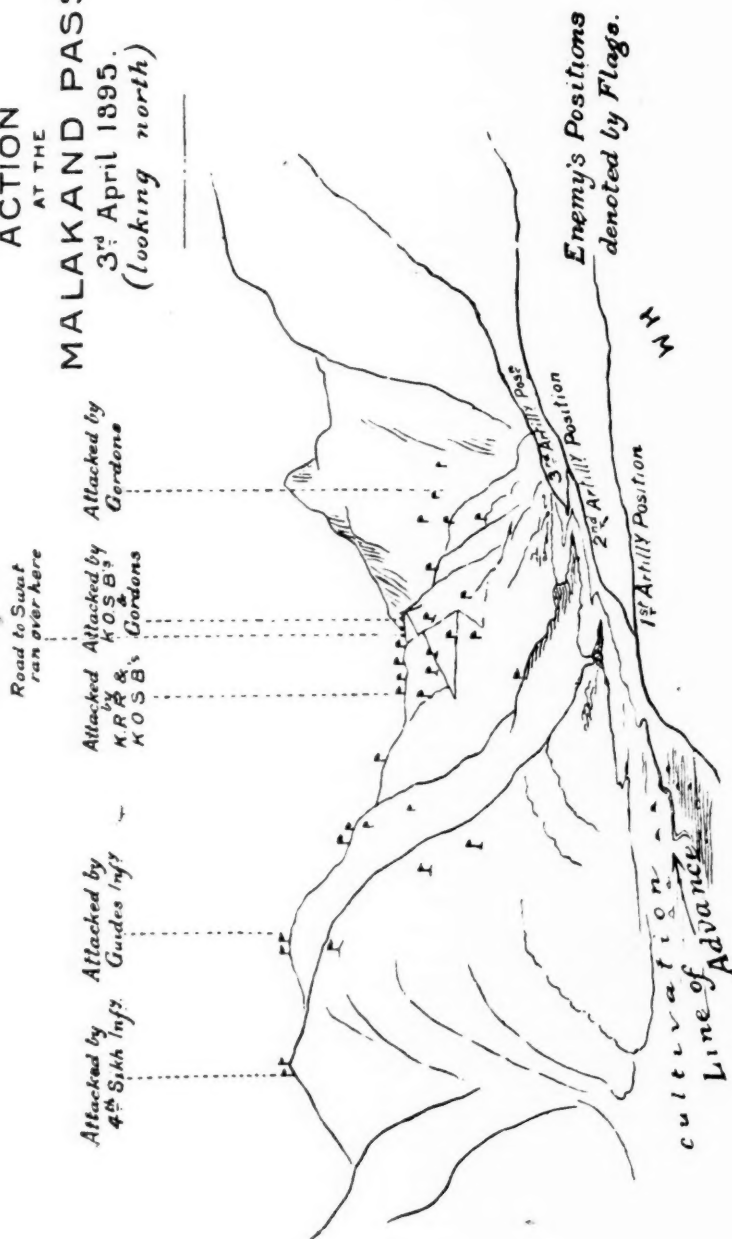 ACTION
AT THE
MALAKAND PASS
3rd April 1895.
(looking north)
Road to Swat
ran over here
Attacked by
4th Sikh Infy.
Attacked by
Guides Infy.
Attacked
by
K.R.R. &
K O S B's
Attacked by
K O S B's
&
Gordons
Attacked by
Gordons
3rd Artilly Position
2nd Artilly Position
1st Artilly Position
Artilly Posn
Enemy's Positions
denoted by Flags.
cultivation
Line of Advance